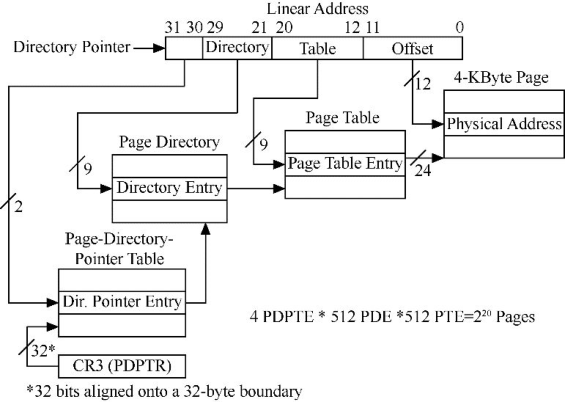 Linear Address
31 30 29 21 20 12 11 0
Directory Pointer
Directory
Table
Offset
12
4-KByte Page
Physical Address
Page Table
9
Page Table Entry
24
Page Directory
9
Directory Entry
2
Page-Directory-
Pointer Table
Dir. Pointer Entry
4 PDPTE * 512 PDE *512 PTE=2²⁰ Pages
32*
CR3 (PDPTR)
*32 bits aligned onto a 32-byte boundary